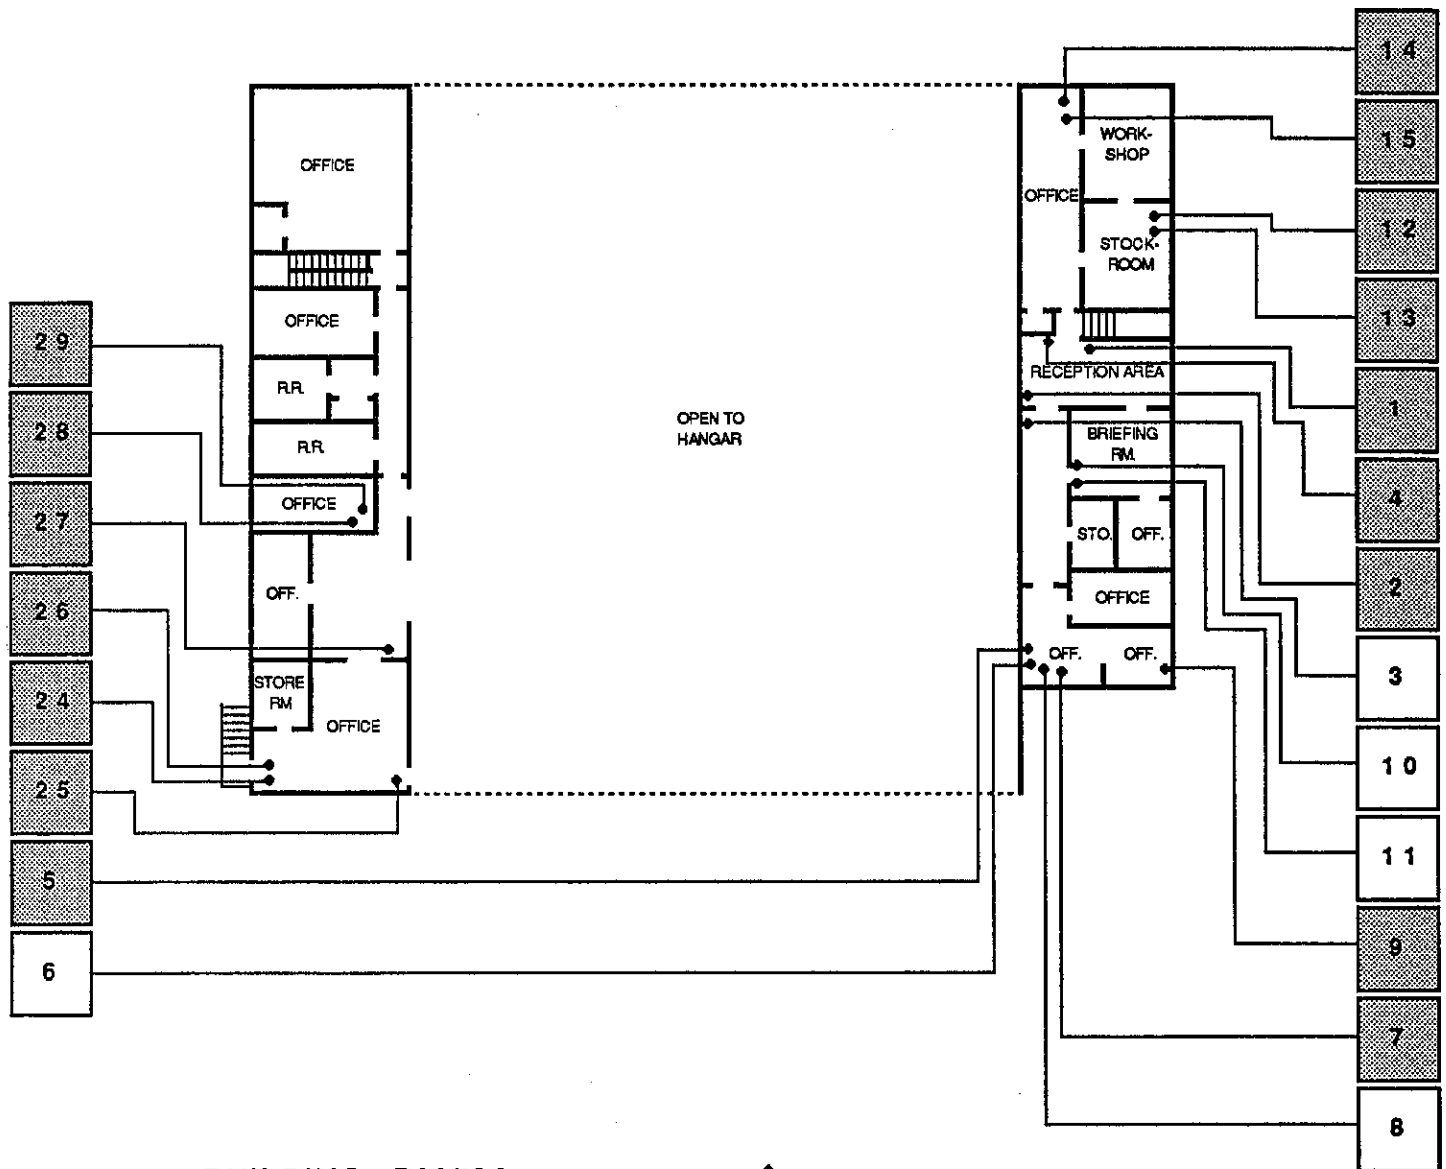 14
15
12
13
1
4
2
3
10
11
9
7
8
29
28
27
26
24
25
5
6
OFFICE
OFFICE
R.R.
R.R.
OFFICE
OFF.
STORE
RM
OFFICE
OPEN TO
HANGAR
WORK-
SHOP
OFFICE
STOCK-
ROOM
RECEPTION AREA
BRIEFING
RM.
STO.
OFF.
OFFICE
OFF.
OFF.